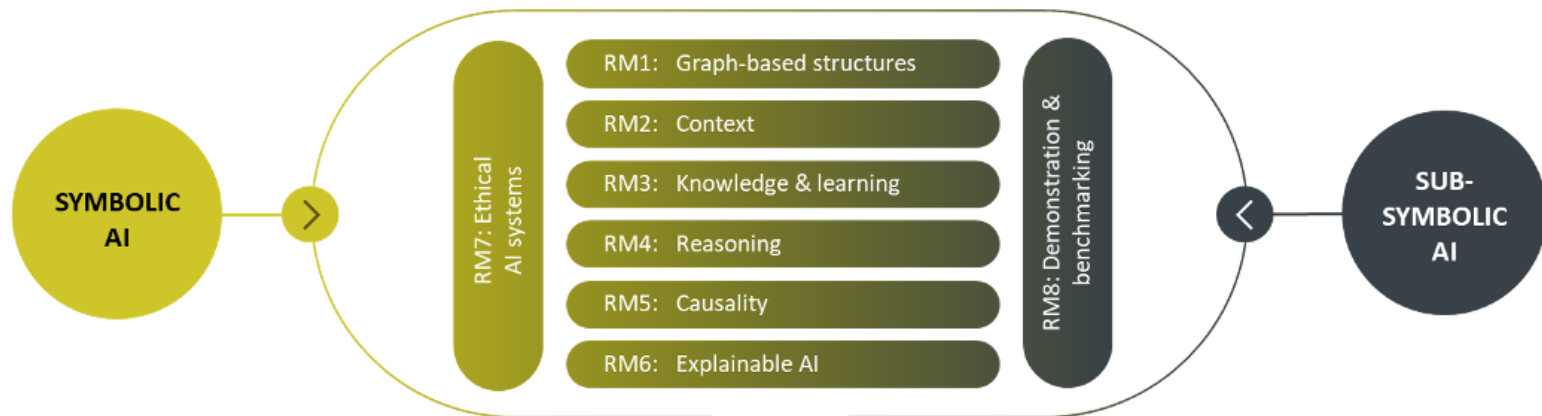 SYMBOLIC
AI
RM7: Ethical
AI systems
RM1: Graph-based structures
RM2: Context
RM3: Knowledge & learning
RM4: Reasoning
RM5: Causality
RM6: Explainable AI
RM8: Demonstration &
benchmarking
SUB-
SYMBOLIC
AI